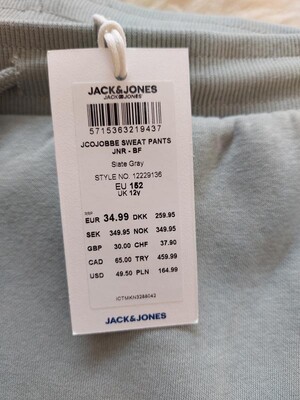 JACK&JONES
JACK&JONES
5715363219437
JCOJOBBE SWEAT PANTS
JNR - BF
Slate Gray
STYLE NO. 12229136
EU 152
UK 12y
RRP
EUR 34.99 DKK 259.95
SEK 349.95 NOK 349.95
GBP 30.00 CHF 37.90
CAD 65.00 TRY 459.99
USD 49.50 PLN 164.99
JACK&JONES